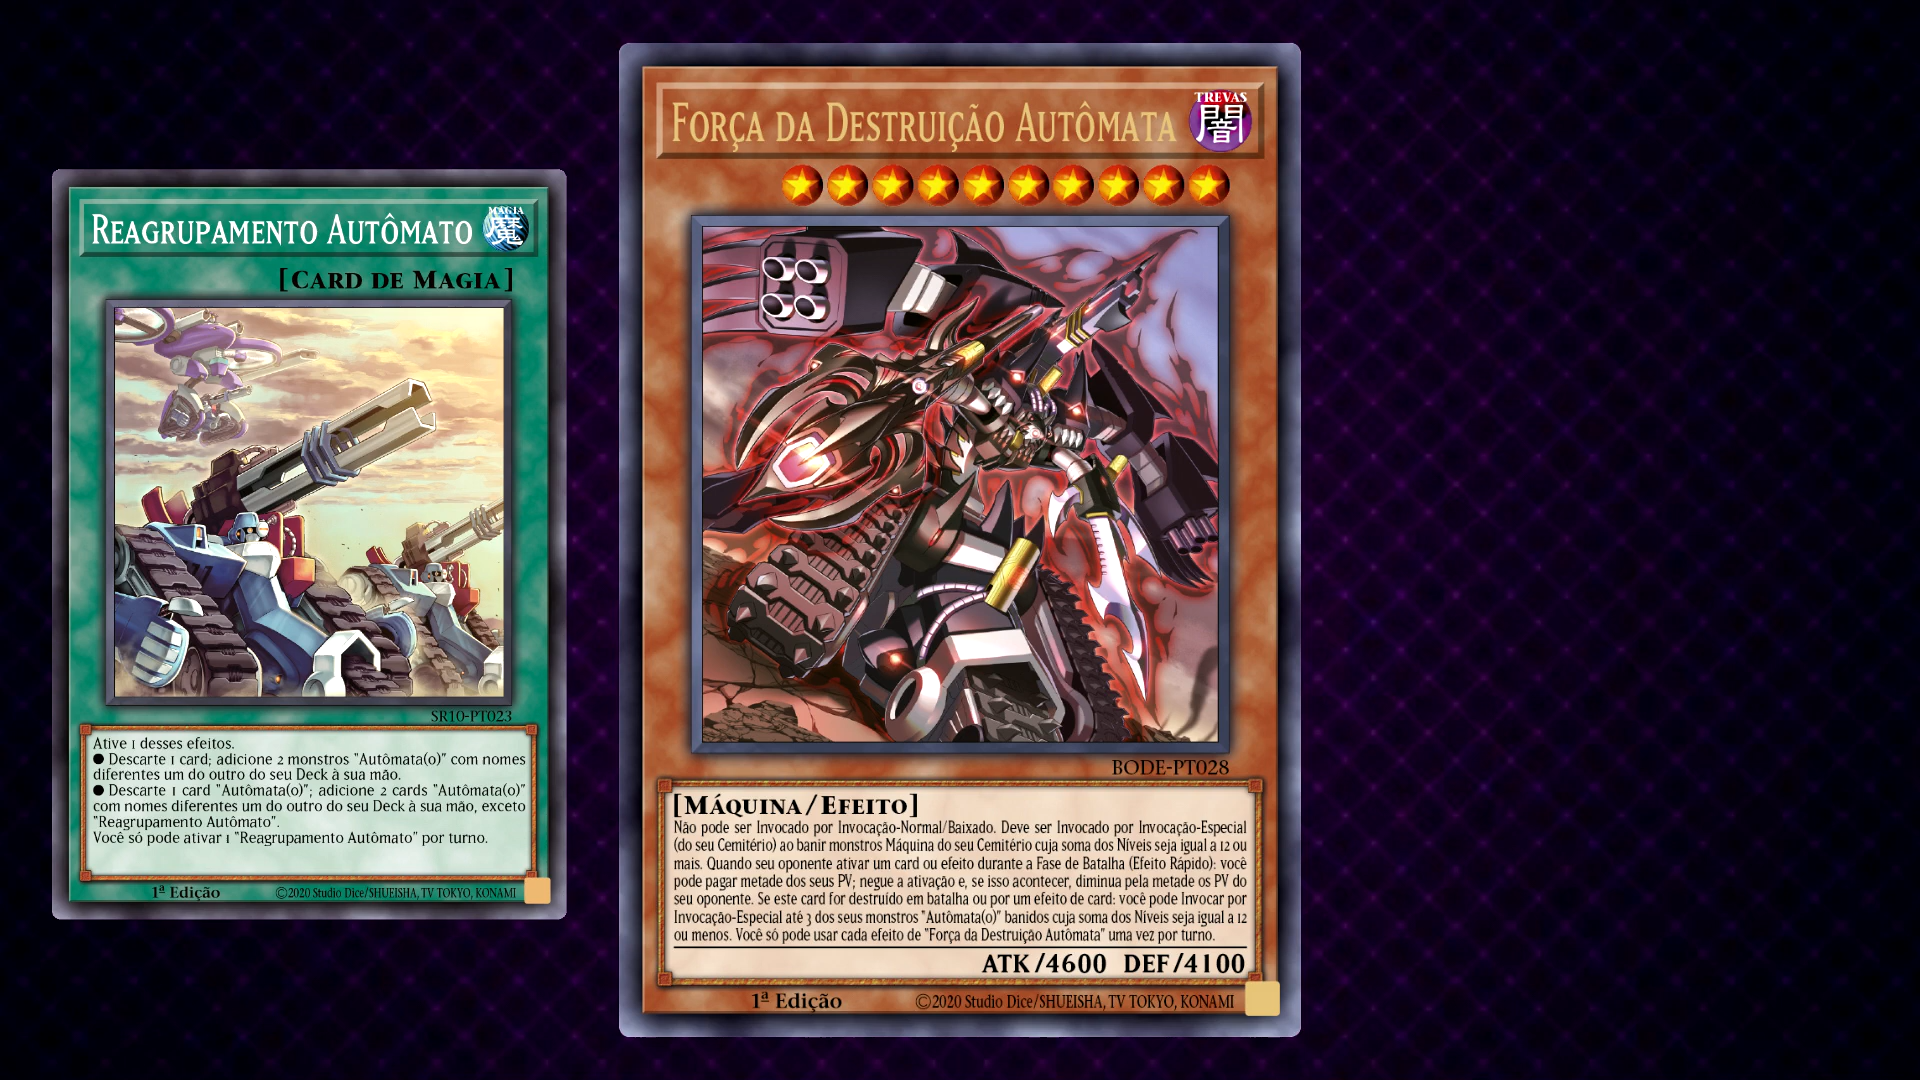 Reagrupamento Autômato
MAGIA
魔
[Card de Magia]
SR10-PT023
Ative 1 desses efeitos.
● Descarte 1 card; adicione 2 monstros "Autômata(o)" com nomes
diferentes um do outro do seu Deck à sua mão.
● Descarte 1 card "Autômata(o)"; adicione 2 cards "Autômata(o)"
com nomes diferentes um do outro do seu Deck à sua mão, exceto
"Reagrupamento Autômato".
Você só pode ativar 1 "Reagrupamento Autômato" por turno.
1ª Edição ©2020 Studio Dice/SHUEISHA, TV TOKYO, KONAMI
Força da Destruição Autômata
TREVAS
闇
BODE-PT028
[Máquina/Efeito]
Não pode ser Invocado por Invocação-Normal/Baixado. Deve ser Invocado por Invocação-Especial
(do seu Cemitério) ao banir monstros Máquina do seu Cemitério cuja soma dos Níveis seja igual a 12 ou
mais. Quando seu oponente ativar um card ou efeito durante a Fase de Batalha (Efeito Rápido): você
pode pagar metade dos seus PV; negue a ativação e, se isso acontecer, diminua pela metade os PV do
seu oponente. Se este card for destruído em batalha ou por um efeito de card: você pode Invocar por
Invocação-Especial até 3 dos seus monstros "Autômata(o)" banidos cuja soma dos Níveis seja igual a 12
ou menos. Você só pode usar cada efeito de "Força da Destruição Autômata" uma vez por turno.
ATK/4600 DEF/4100
1ª Edição ©2020 Studio Dice/SHUEISHA, TV TOKYO, KONAMI